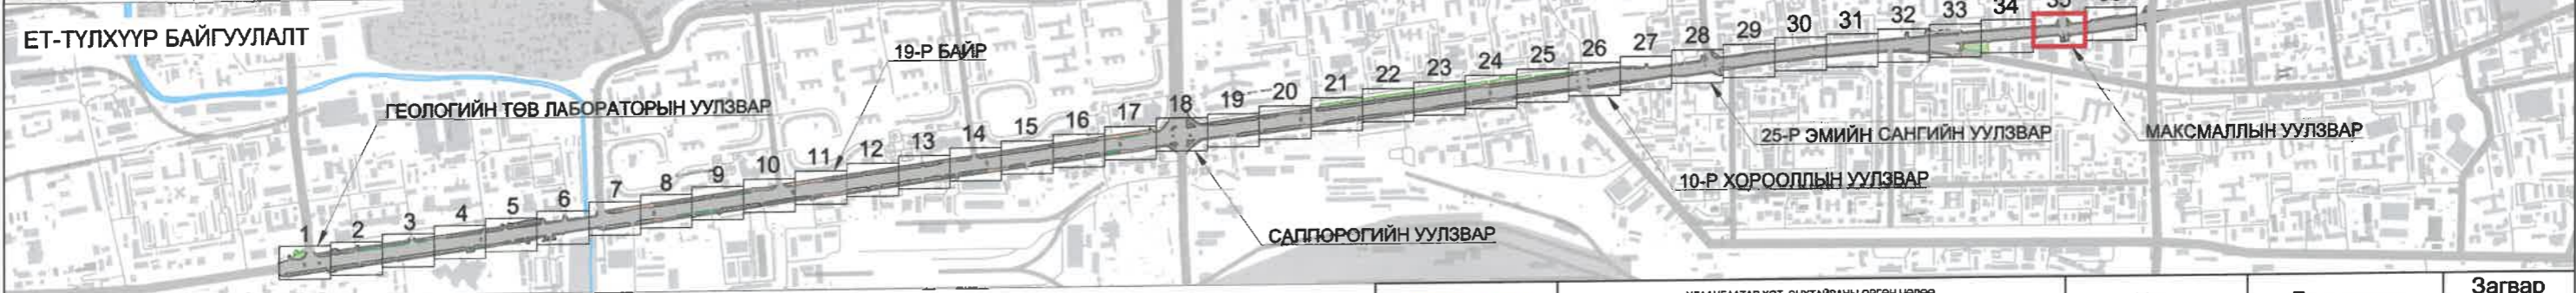 ЕТ-ТҮЛХҮҮР БАЙГУУЛАЛТ
ГЕОЛОГИЙН ТӨВ ЛАБОРАТОРЫН УУЛЗВАР
19-Р БАЙР
САППОРОГИЙН УУЛЗВАР
10-Р ХОРООЛЛЫН УУЛЗВАР
25-Р ЭМИЙН САНГИЙН УУЛЗВАР
МАКСМАЛЛЫН УУЛЗВАР
1 2 3 4 5 6 7 8 9 10 11 12 13 14 15 16 17 18 19 20 21 22 23 24 25 26 27 28 29 30 31 32 33 34 35
Загвар